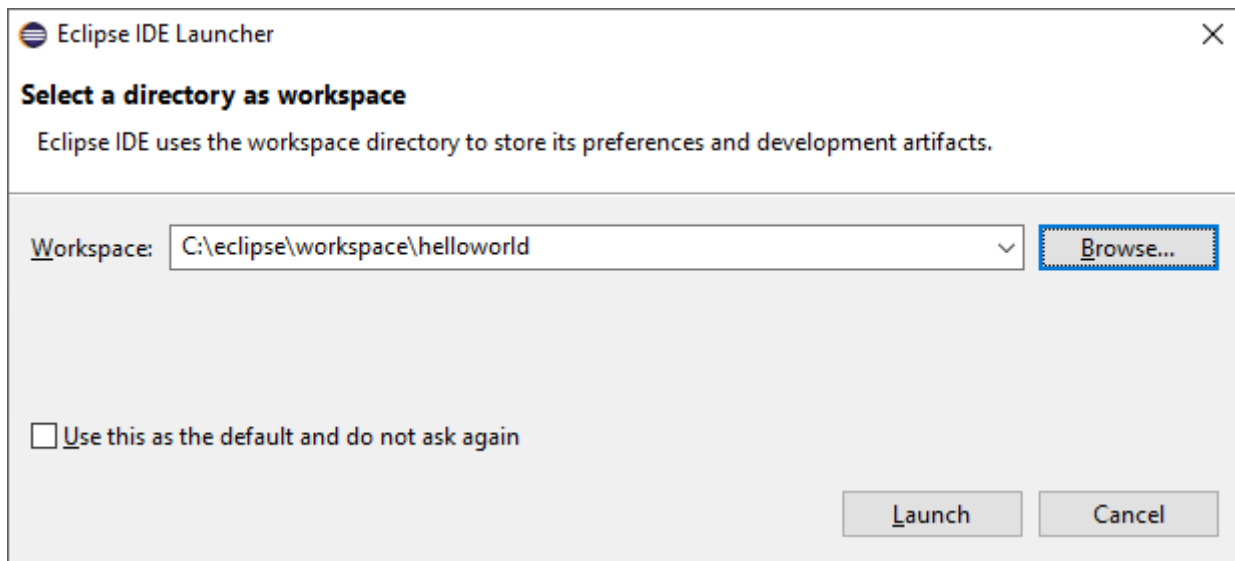 Eclipse IDE Launcher
Select a directory as workspace
Eclipse IDE uses the workspace directory to store its preferences and development artifacts.
Workspace: C:\eclipse\workspace\helloworld Browse...
Use this as the default and do not ask again
Launch Cancel